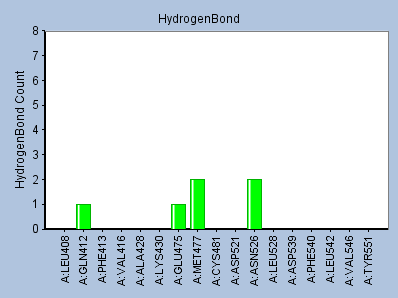 HydrogenBond
HydrogenBond Count
8
7
6
5
4
3
2
1
0
A:LEU408
A:GLN412
A:PHE413
A:VAL416
A:ALA428
A:LYS430
A:GLU475
A:MET477
A:CYS481
A:ASP521
A:ASN526
A:LEU528
A:ASP539
A:PHE540
A:LEU542
A:VAL546
A:TYR551